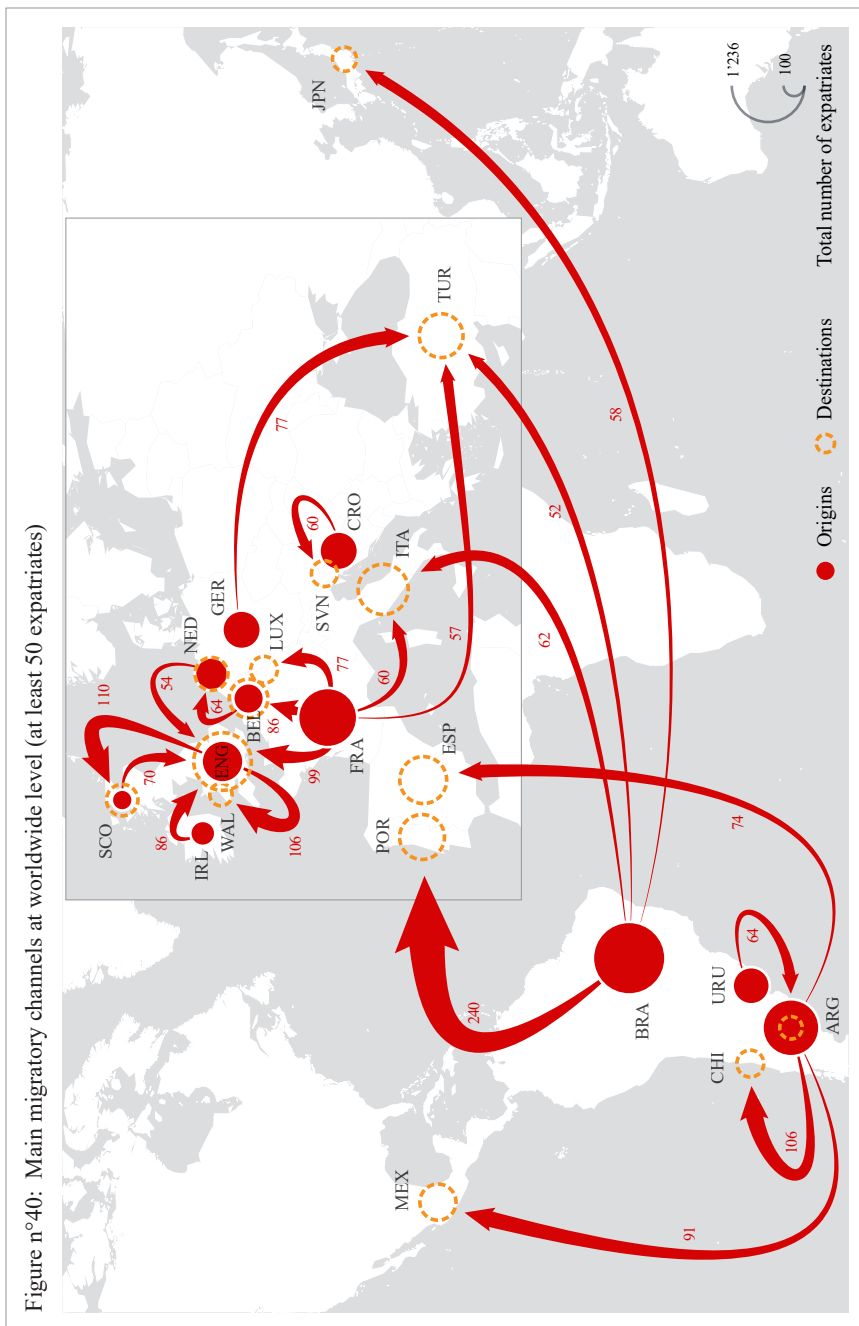 Figure n°40: Main migratory channels at worldwide level (at least 50 expatriates)
SCO
110
NED
GER
77
TUR
JPN
70
54
86
IRL
WAL
ENG
64
BEL
LUX
106
99
86
77
FRA
SVN
60
CRO
60
ITA
57
POR
ESP
62
52
58
MEX
240
BRA
74
URU
64
CHI
106
ARG
91
Origins
Destinations
Total number of expatriates
1'236
100